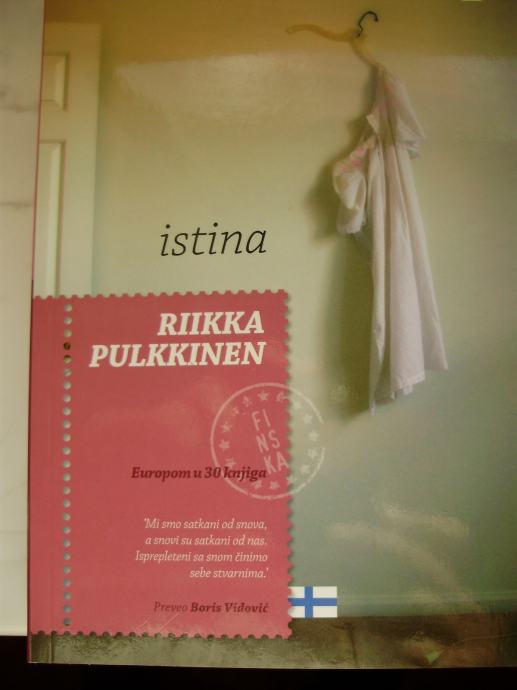 istina
RIIKKA
PULKKINEN
FI
NS
KA
Europom u 30 knjiga
'Mi smo satkani od snova,
a snovi su satkani od nas.
Isprepleteni sa snom činimo
sebe stvarnima.'
Preveo Boris Vidović